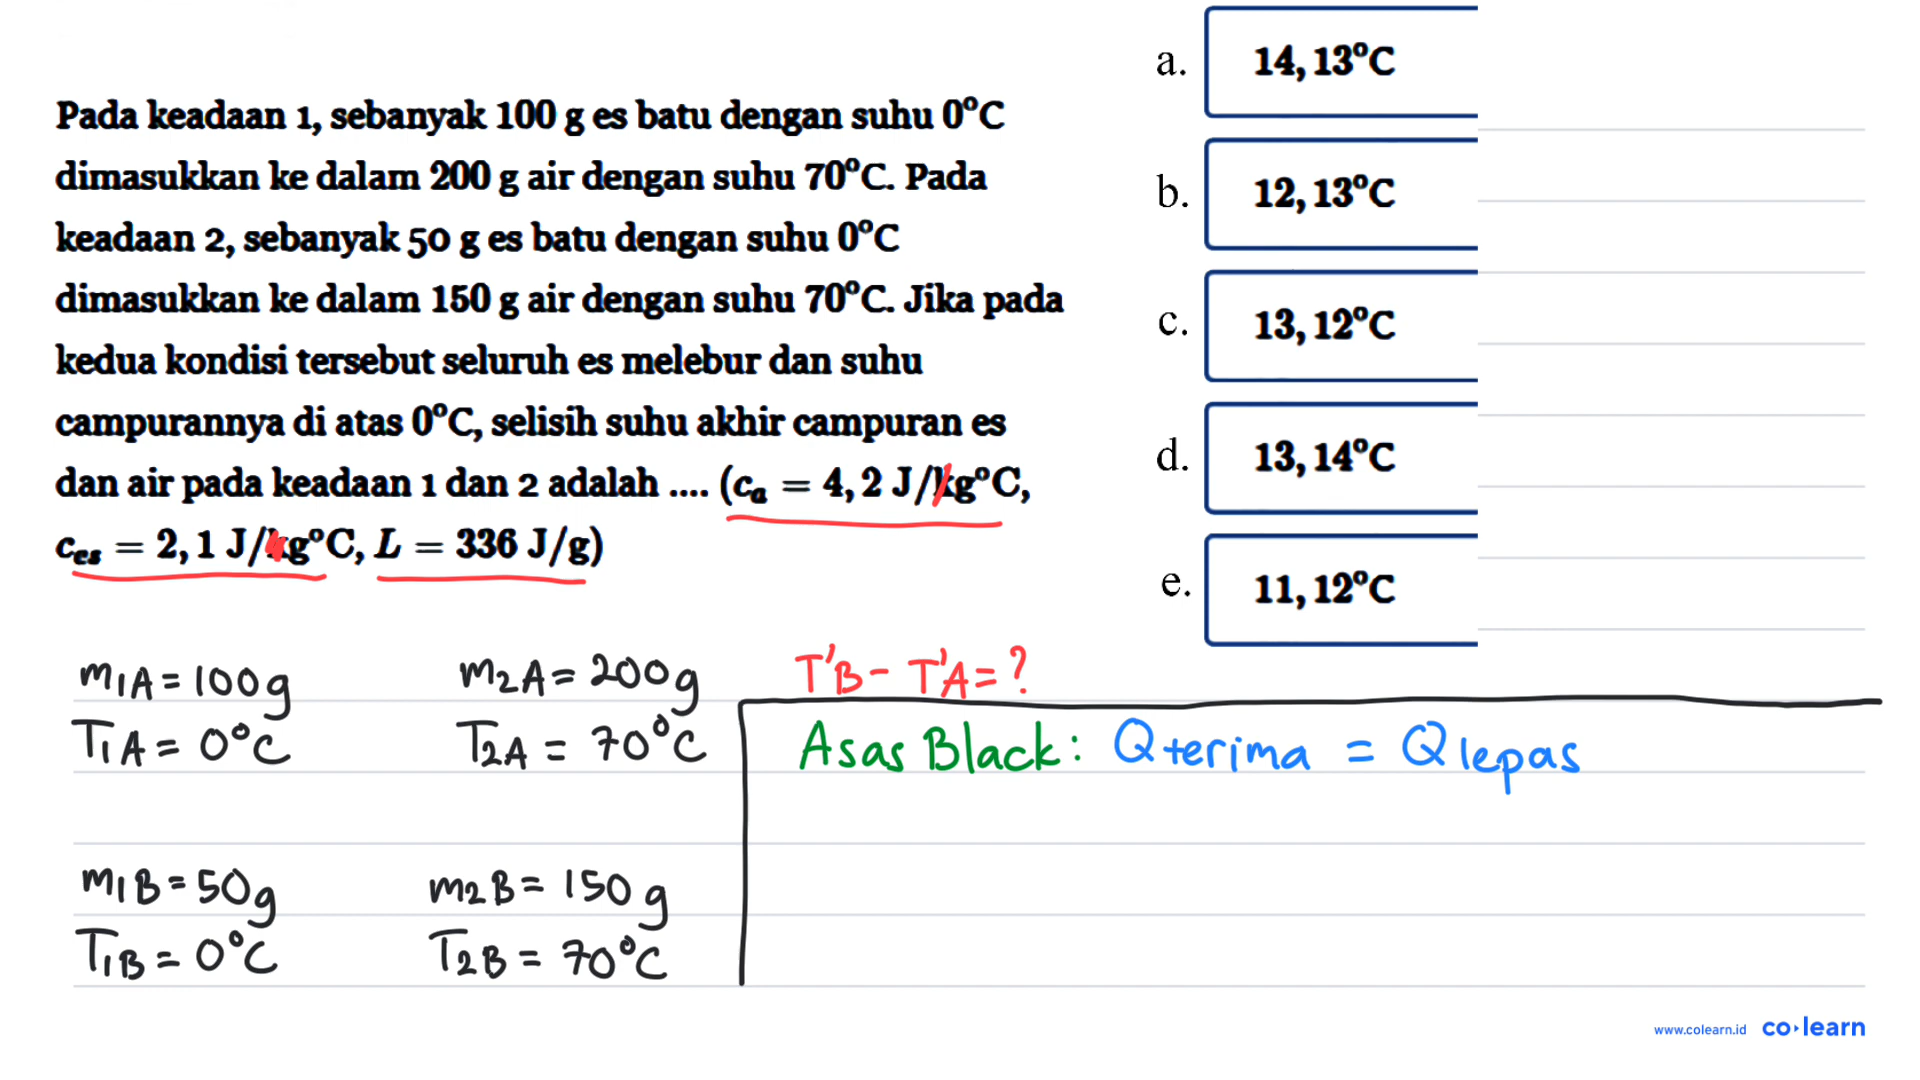 Pada keadaan 1, sebanyak 100 g es batu dengan suhu 0°C
dimasukkan ke dalam 200 g air dengan suhu 70°C. Pada
keadaan 2, sebanyak 50 g es batu dengan suhu 0°C
dimasukkan ke dalam 150 g air dengan suhu 70°C. Jika pada
kedua kondisi tersebut seluruh es melebur dan suhu
campurannya di atas 0°C, selisih suhu akhir campuran es
dan air pada keadaan 1 dan 2 adalah .... (ca = 4, 2 J/kg°C,
ces = 2, 1 J/kg°C, L = 336 J/g)
a. 14, 13°C
b. 12, 13°C
c. 13, 12°C
d. 13, 14°C
e. 11, 12°C
m1A = 100g
m2A = 200g
T1A = 0°C
T2A = 70°C
m1B = 50g
m2B = 150g
T1B = 0°C
T2B = 70°C
T'B - T'A = ?
Asas Black: Qterima = Qlepas
www.colearn.id co learn